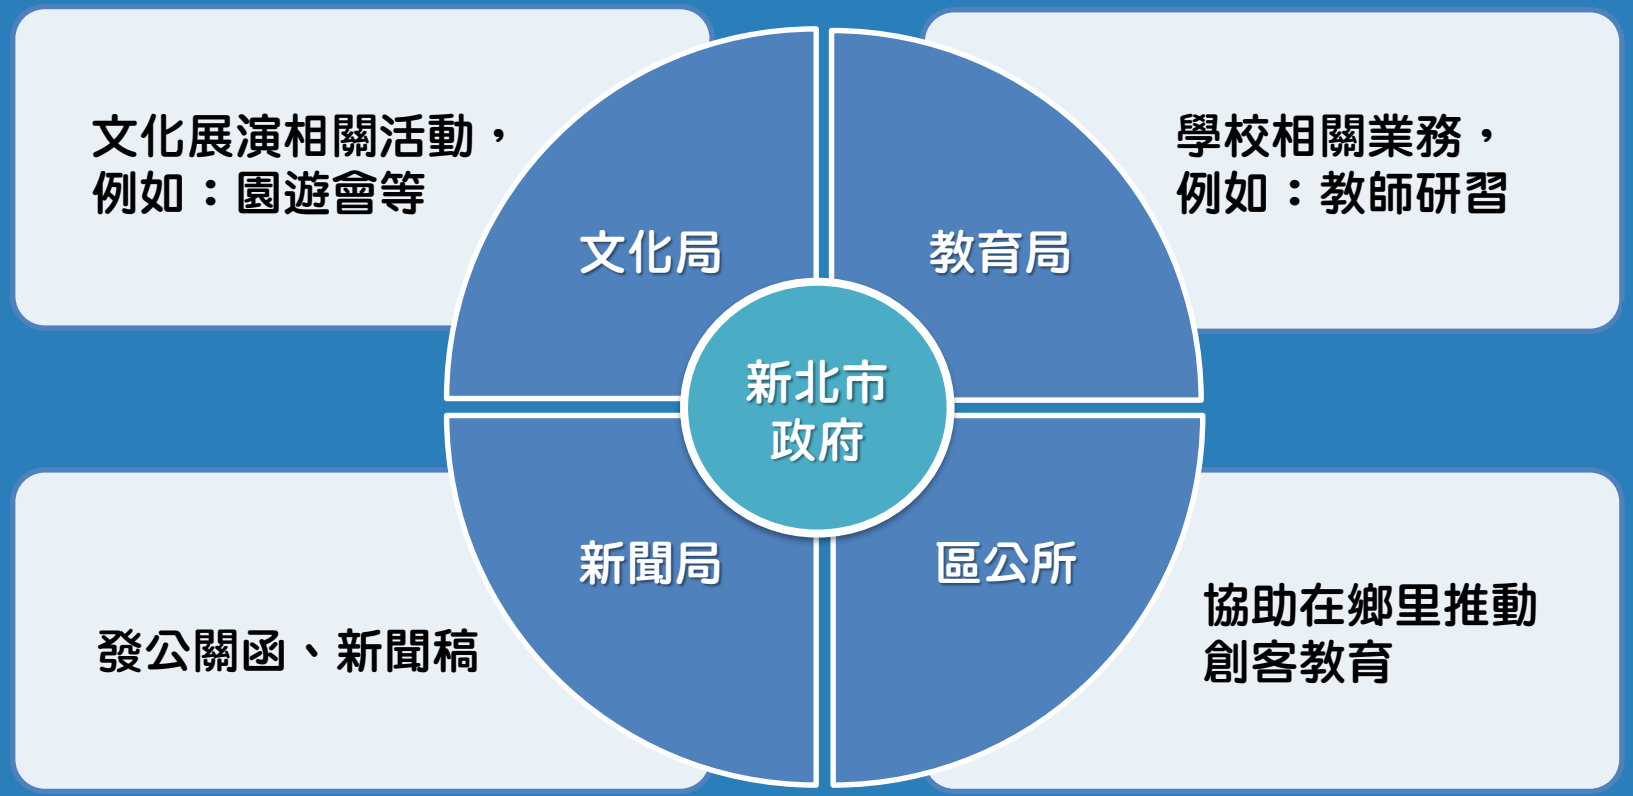 文化展演相關活動，
例如：園遊會等
學校相關業務，
例如：教師研習
文化局
教育局
新北市
政府
新聞局
區公所
發公關函、新聞稿
協助在鄉里推動
創客教育